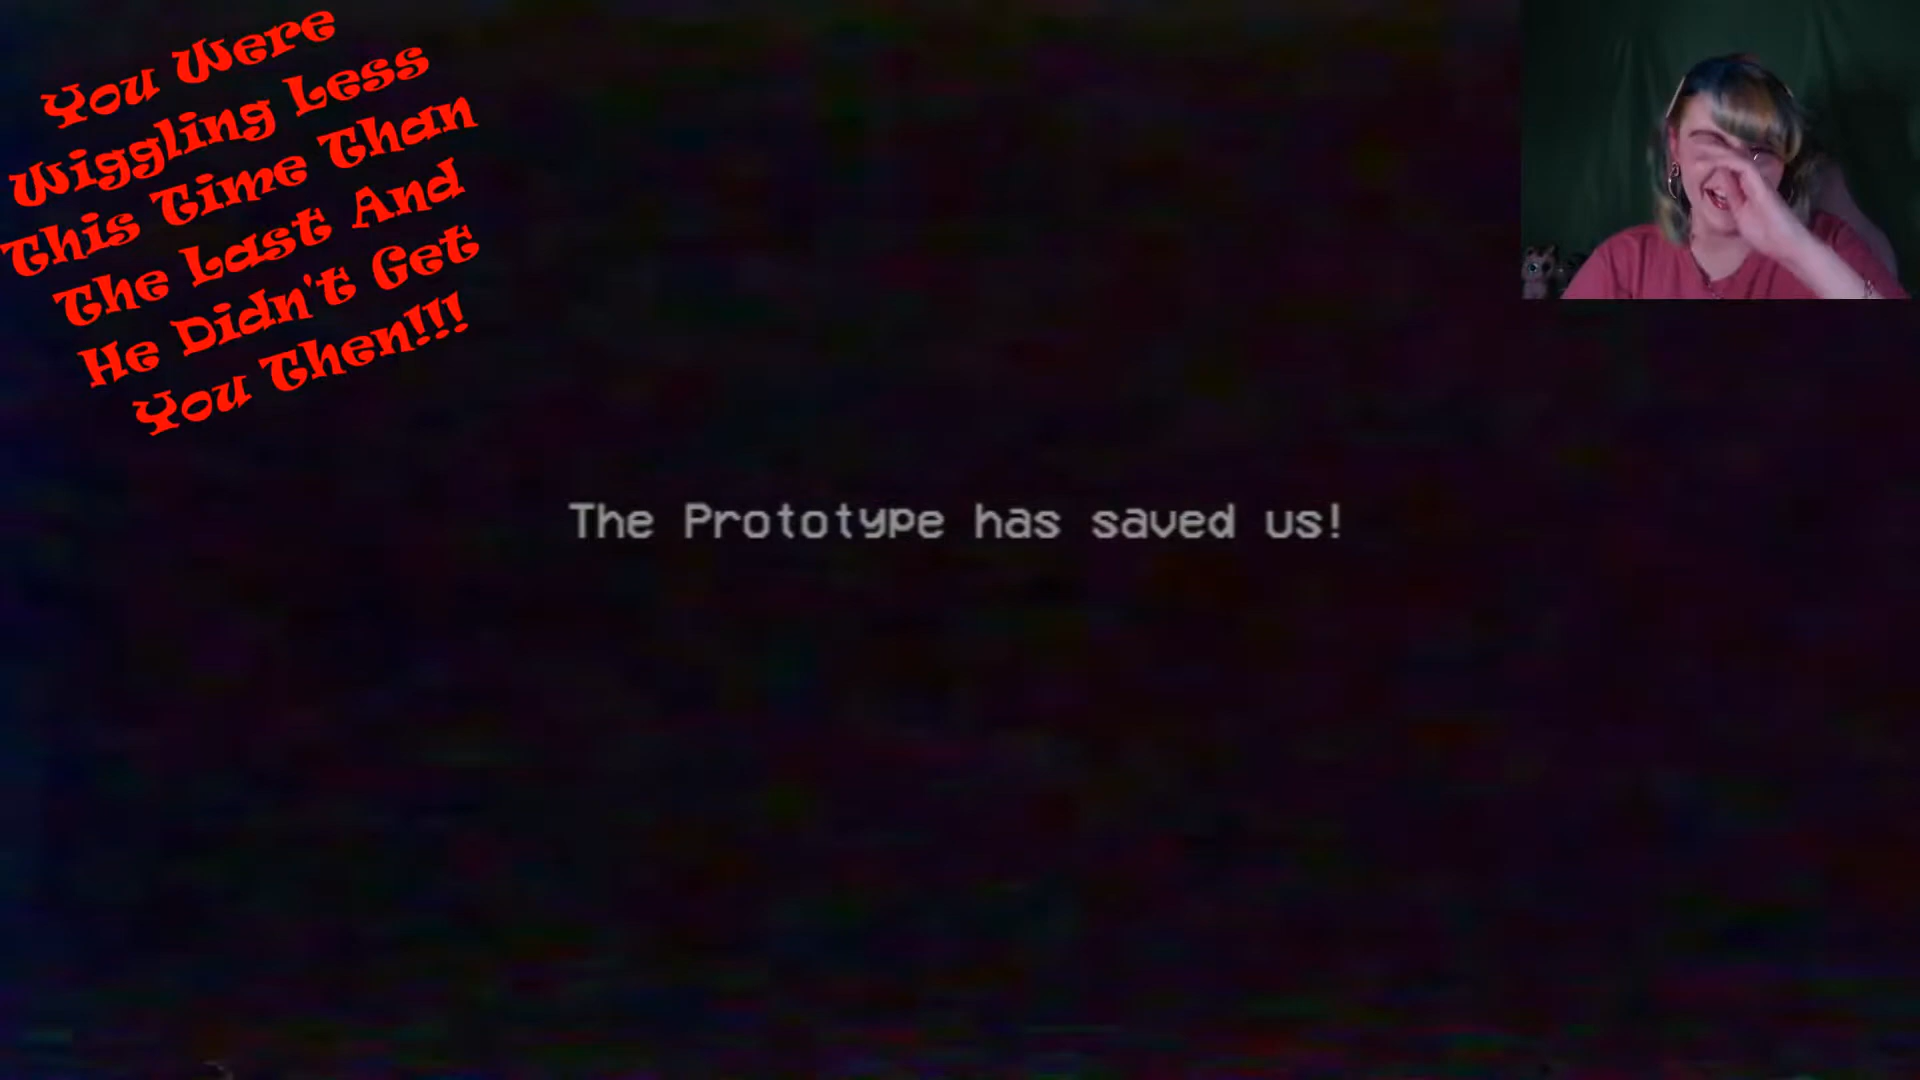 You Were
Wiggling Less
This Time Than
The Last And
He Didn't Get
You Then!!!
The Prototype has saved us!